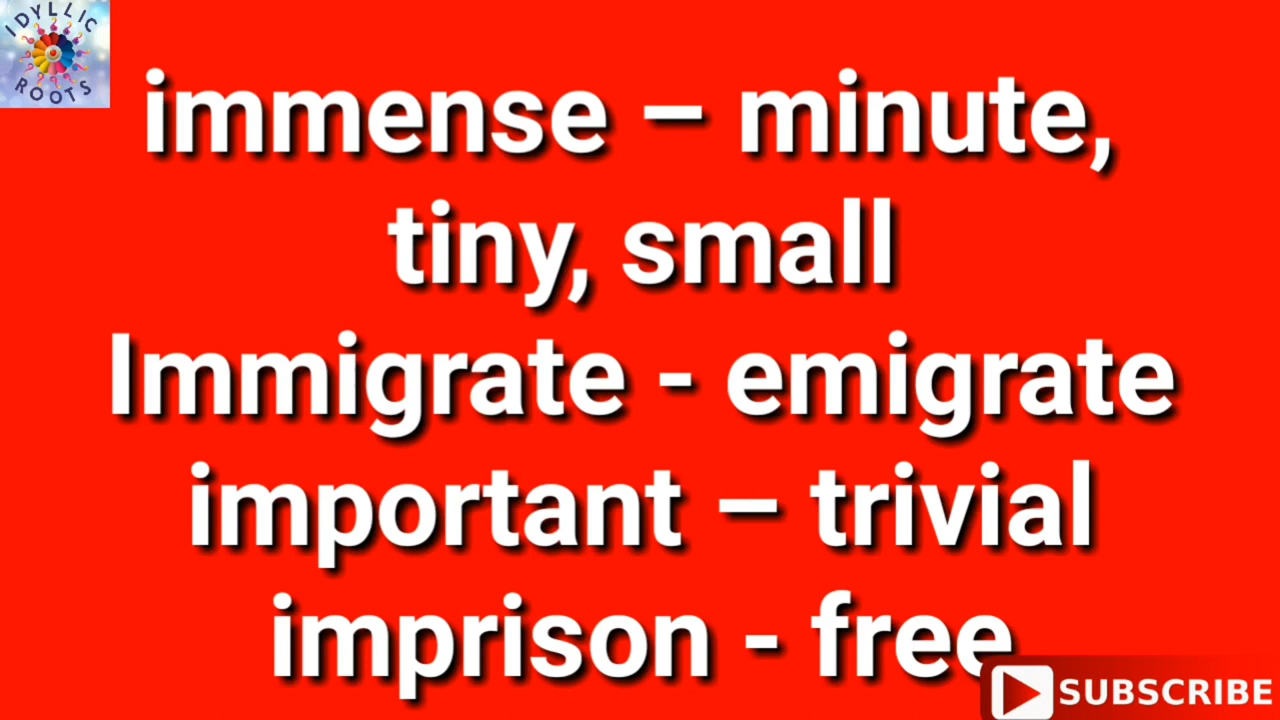 IDYLLIC
ROOTS
immense – minute,
tiny, small
Immigrate - emigrate
important – trivial
imprison - free
SUBSCRIBE